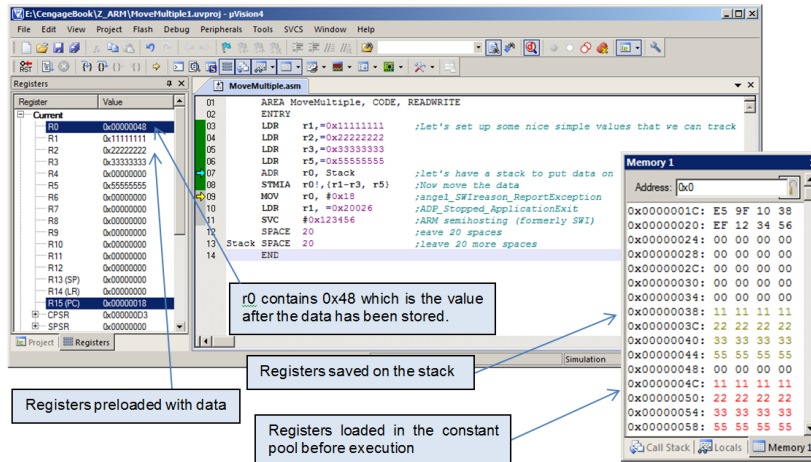 E:\CengageBook\Z_ARM\MoveMultiple1.uvproj - µVision4
File Edit View Project Flash Debug Peripherals Tools SVCS Window Help
Registers
Register Value
Current
R0 0x00000048
R1 0x11111111
R2 0x22222222
R3 0x33333333
R4 0x00000000
R5 0x55555555
R6 0x00000000
R7 0x00000000
R8 0x00000000
R9 0x00000000
R10 0x00000000
R11 0x00000000
R12 0x00000000
R13 (SP) 0x00000000
R14 (LR) 0x00000000
R15 (PC) 0x00000018
CPSR 0x000000D3
SPSR 0x00000000
Project Registers
MoveMultiple.asm
01 AREA MoveMultiple, CODE, READWRITE
02 ENTRY
03 LDR r1,=0x11111111 ;Let's set up some nice simple values that we can track
04 LDR r2,=0x22222222
05 LDR r3,=0x33333333
06 LDR r5,=0x55555555
07 ADR r0, Stack ;let's have a stack to put data on
08 STMIA r0!,{r1-r3, r5} ;Now move the data
09 MOV r0, #0x18 ;angel_SWIreason_ReportException
10 LDR r1, =0x20026 ;ADP_Stopped_ApplicationExit
11 SVC #0x123456 ;ARM semihosting (formerly SWI)
12 SPACE 20 ;eave 20 spaces
13 Stack SPACE 20 ;leave 20 more spaces
14 END
Simulation
Memory 1
Address: 0x0
0x0000001C: E5 9F 10 38
0x00000020: EF 12 34 56
0x00000024: 00 00 00 00
0x00000028: 00 00 00 00
0x0000002C: 00 00 00 00
0x00000030: 00 00 00 00
0x00000034: 00 00 00 00
0x00000038: 11 11 11 11
0x0000003C: 22 22 22 22
0x00000040: 33 33 33 33
0x00000044: 55 55 55 55
0x00000048: 00 00 00 00
0x0000004C: 11 11 11 11
0x00000050: 22 22 22 22
0x00000054: 33 33 33 33
0x00000058: 55 55 55 55
Call Stack Locals Memory 1
r0 contains 0x48 which is the value
after the data has been stored.
Registers saved on the stack
Registers preloaded with data
Registers loaded in the constant
pool before execution